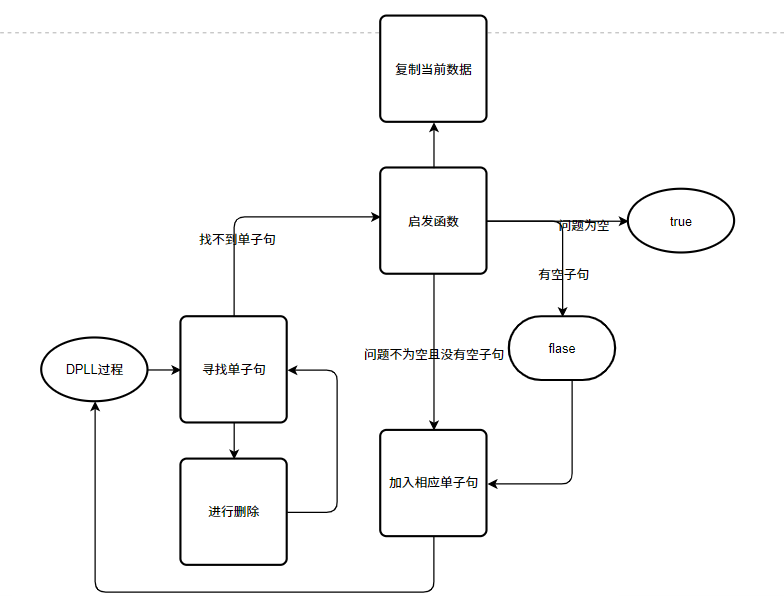 复制当前数据
启发函数
问题为空
true
找不到单子句
有空子句
DPLL过程
寻找单子句
问题不为空且没有空子句
flase
进行删除
加入相应单子句